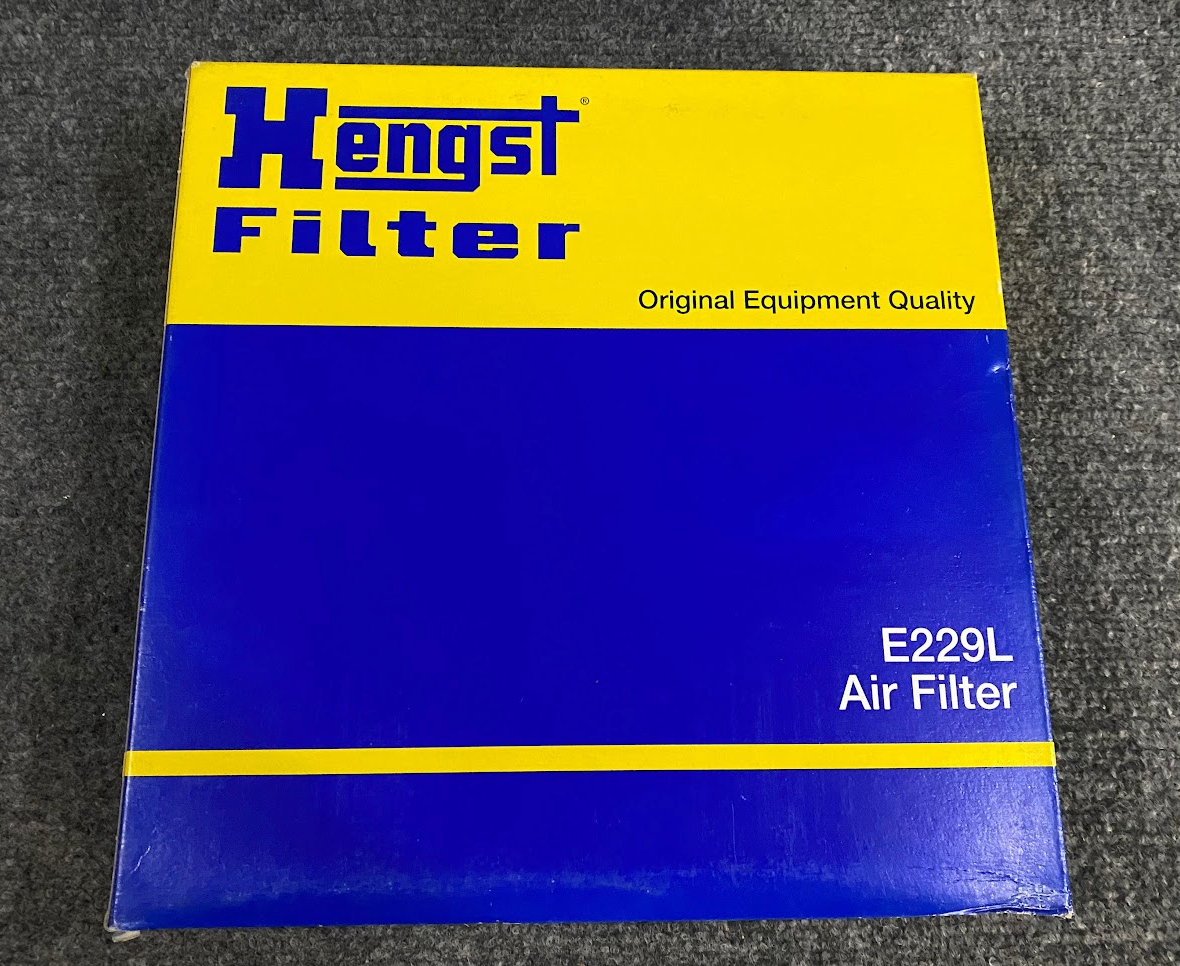 Hengst®
Filter
Original Equipment Quality
E229L
Air Filter